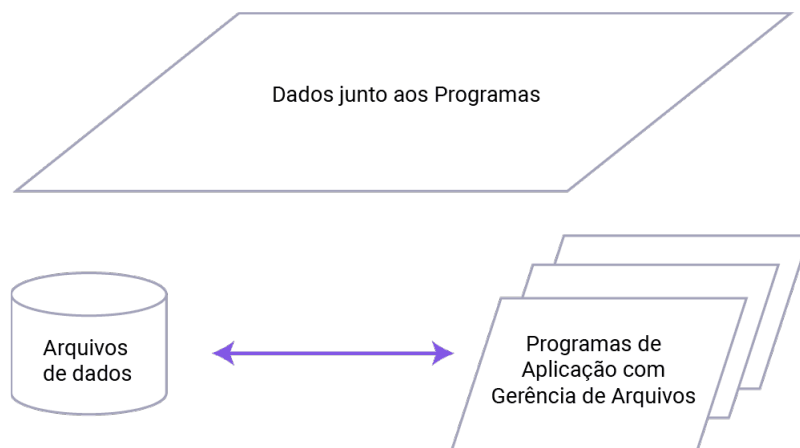 Dados junto aos Programas
Arquivos
de dados
Programas de
Aplicação com
Gerência de Arquivos